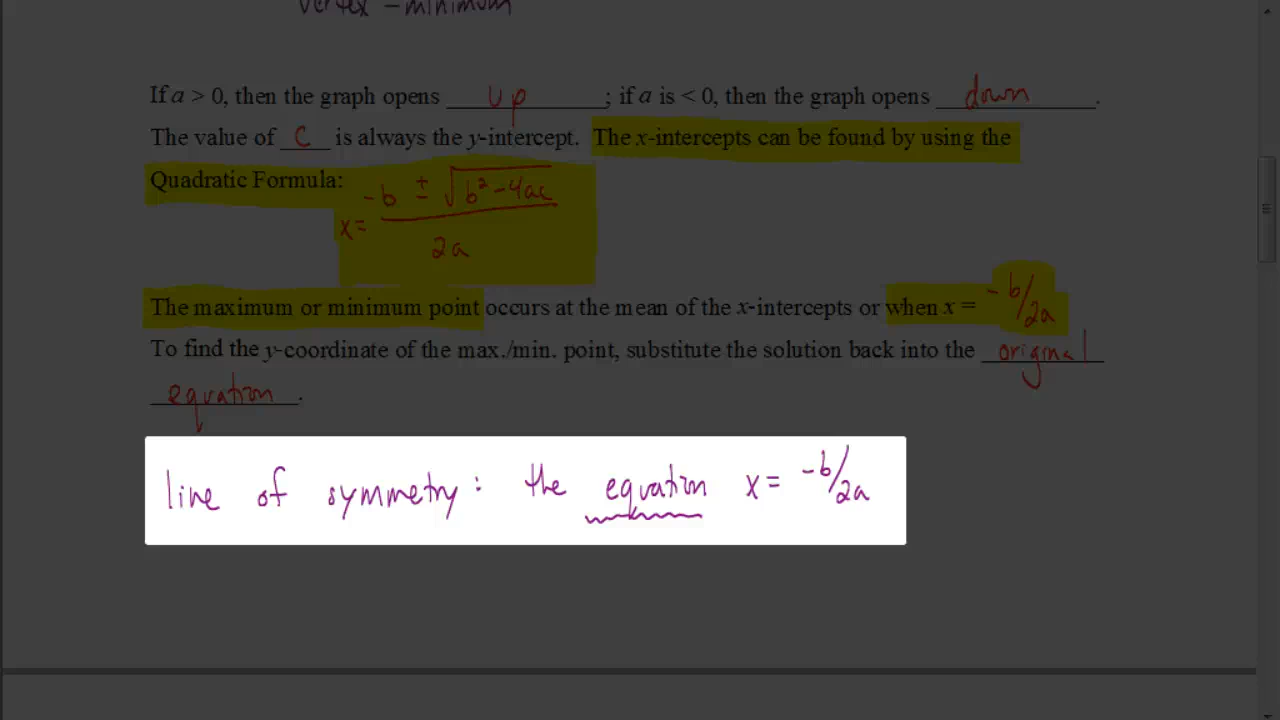 vertex - minimum
If a > 0, then the graph opens up; if a is < 0, then the graph opens down.
The value of c is always the y-intercept. The x-intercepts can be found by using the
Quadratic Formula: x = -b ± √b² - 4ac / 2a
The maximum or minimum point occurs at the mean of the x-intercepts or when x = -b/2a
To find the y-coordinate of the max./min. point, substitute the solution back into the original
equation.
line of symmetry: the equation x = -b/2a